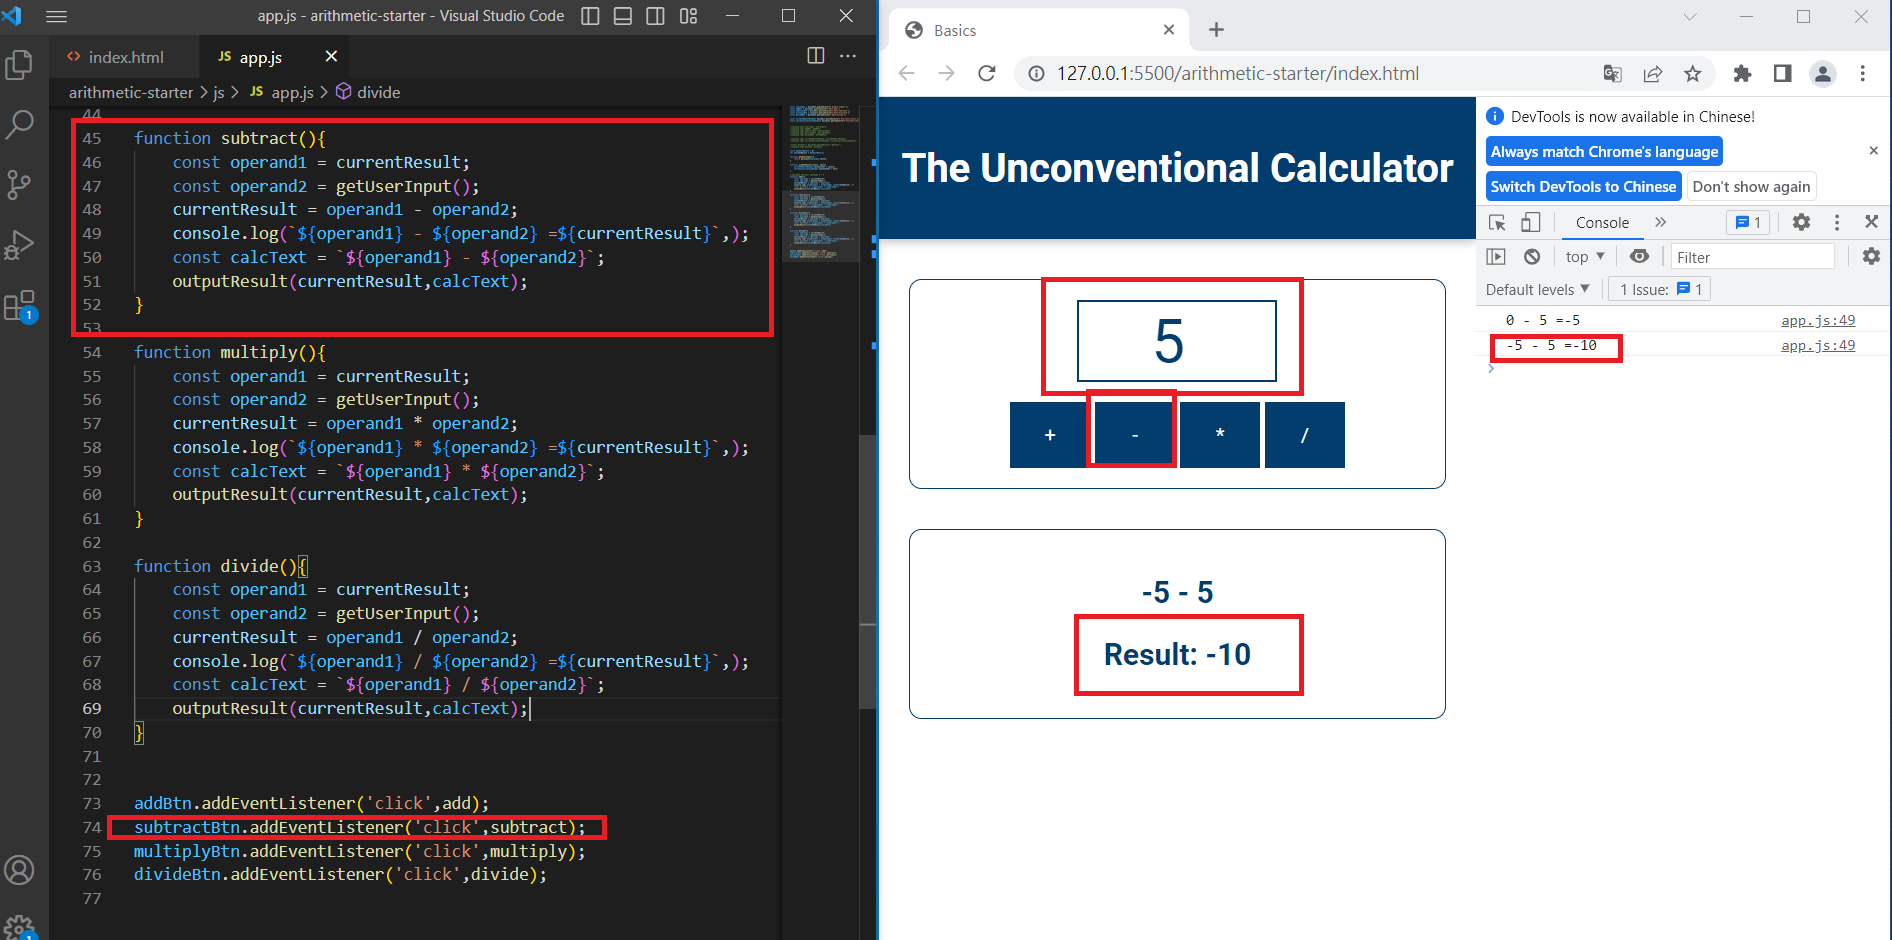 app.js - arithmetic-starter - Visual Studio Code
index.html
JS app.js
arithmetic-starter > js > JS app.js > divide
44
45 function subtract(){
46 const operand1 = currentResult;
47 const operand2 = getUserInput();
48 currentResult = operand1 - operand2;
49 console.log(`${operand1} - ${operand2} =${currentResult}`,);
50 const calcText = `${operand1} - ${operand2}`;
51 outputResult(currentResult,calcText);
52 }
53
54 function multiply(){
55 const operand1 = currentResult;
56 const operand2 = getUserInput();
57 currentResult = operand1 * operand2;
58 console.log(`${operand1} * ${operand2} =${currentResult}`,);
59 const calcText = `${operand1} * ${operand2}`;
60 outputResult(currentResult,calcText);
61 }
62
63 function divide(){
64 const operand1 = currentResult;
65 const operand2 = getUserInput();
66 currentResult = operand1 / operand2;
67 console.log(`${operand1} / ${operand2} =${currentResult}`,);
68 const calcText = `${operand1} / ${operand2}`;
69 outputResult(currentResult,calcText);
70 }
71
72
73 addBtn.addEventListener('click',add);
74 subtractBtn.addEventListener('click',subtract);
75 multiplyBtn.addEventListener('click',multiply);
76 divideBtn.addEventListener('click',divide);
77
1
1
Basics
127.0.0.1:5500/arithmetic-starter/index.html
The Unconventional Calculator
5
+ - * /
-5 - 5
Result: -10
DevTools is now available in Chinese!
Always match Chrome's language
Switch DevTools to Chinese Don't show again
Console 1
top Filter
Default levels 1 Issue: 1
0 - 5 =-5 app.js:49
-5 - 5 =-10 app.js:49